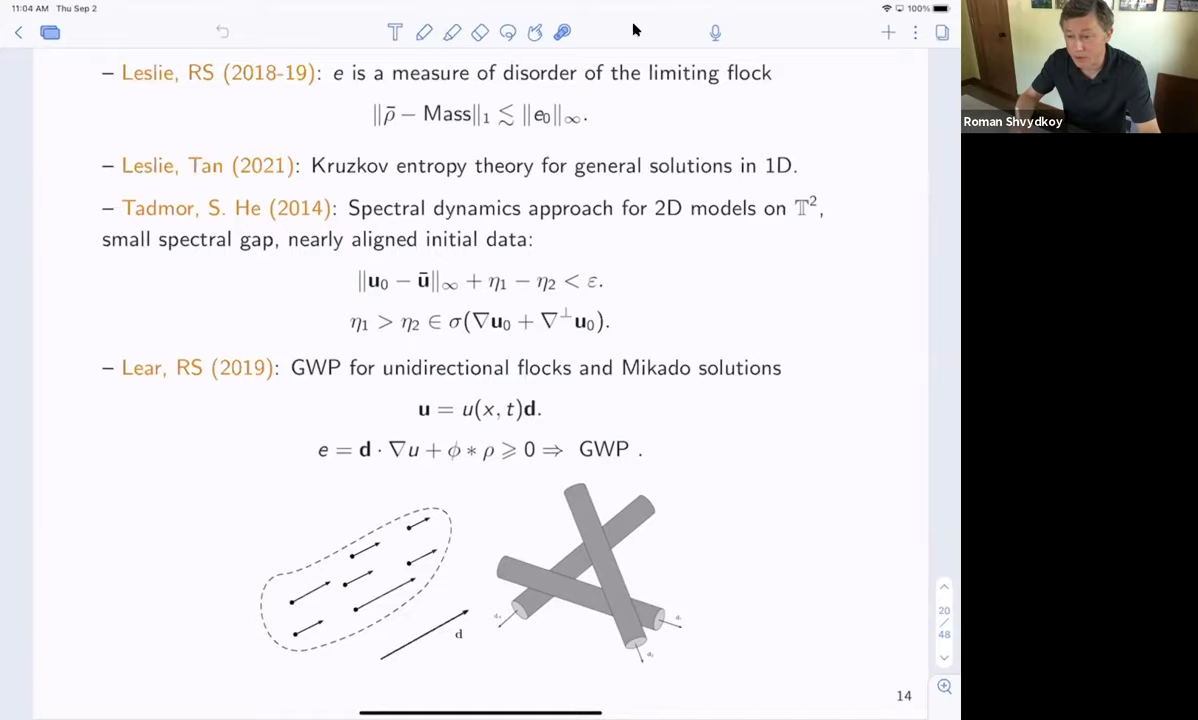 11:04 AM Thu Sep 2
100%
– Leslie, RS (2018-19): e is a measure of disorder of the limiting flock
‖ρ̄ − Mass‖₁ ≲ ‖e₀‖∞.
– Leslie, Tan (2021): Kruzkov entropy theory for general solutions in 1D.
– Tadmor, S. He (2014): Spectral dynamics approach for 2D models on 𝕋²,
small spectral gap, nearly aligned initial data:
‖u₀ − ū‖∞ + η₁ − η₂ < ε.
η₁ > η₂ ∈ σ(∇u₀ + ∇⊥u₀).
– Lear, RS (2019): GWP for unidirectional flocks and Mikado solutions
u = u(x, t)d.
e = d · ∇u + ϕ ∗ ρ ⩾ 0 ⇒ GWP .
d
14
20
/
48
Roman Shvydkoy